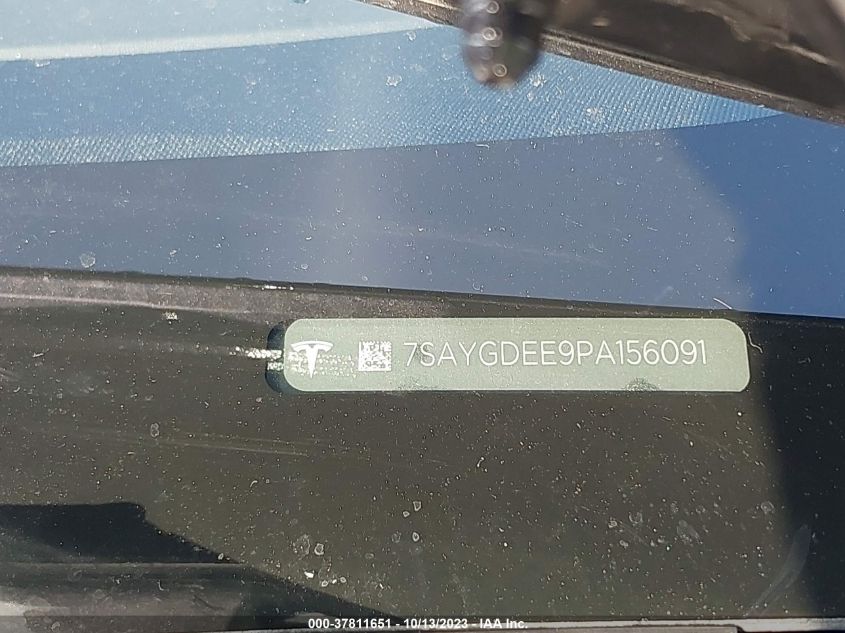 7SAYGDEE9PA156091
000-37811651 - 10/13/2023 - IAA Inc.